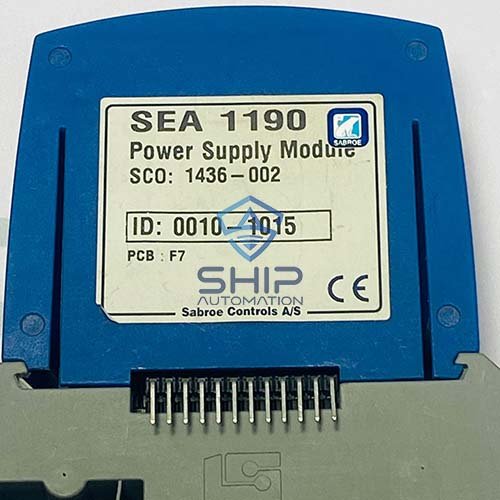 SEA 1190
SABROE
Power Supply Module
SCO: 1436-002
ID: 0010-1015
PCB : F7
SHIP
AUTOMATION
Sabroe Controls A/S
CE